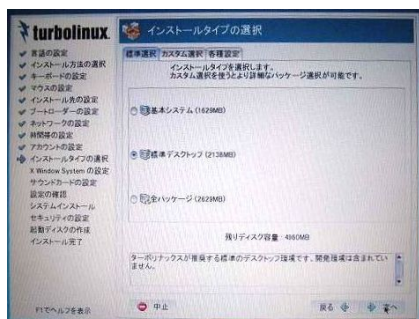 turbolinux
言語の設定
インストール方法の選択
キーボードの設定
マウスの設定
インストール先の設定
ブートローダーの設定
ネットワークの設定
時間帯の設定
アカウントの設定
インストールタイプの選択
X Window System の設定
サウンドカードの設定
設定の確認
システムインストール
セキュリティの設定
起動ディスクの作成
インストール完了
F1でヘルプを表示
インストールタイプの選択
標準選択 カスタム選択 各種設定
インストールタイプを選択します。
カスタム選択を使うとより詳細なパッケージ選択が可能です。
基本システム (1629MB)
標準デスクトップ (2138MB)
全パッケージ (2629MB)
残りディスク容量: 4980MB
ターボリナックスが推奨する標準のデスクトップ環境です。開発環境は含まれてい
ません。
中止
戻る
次へ